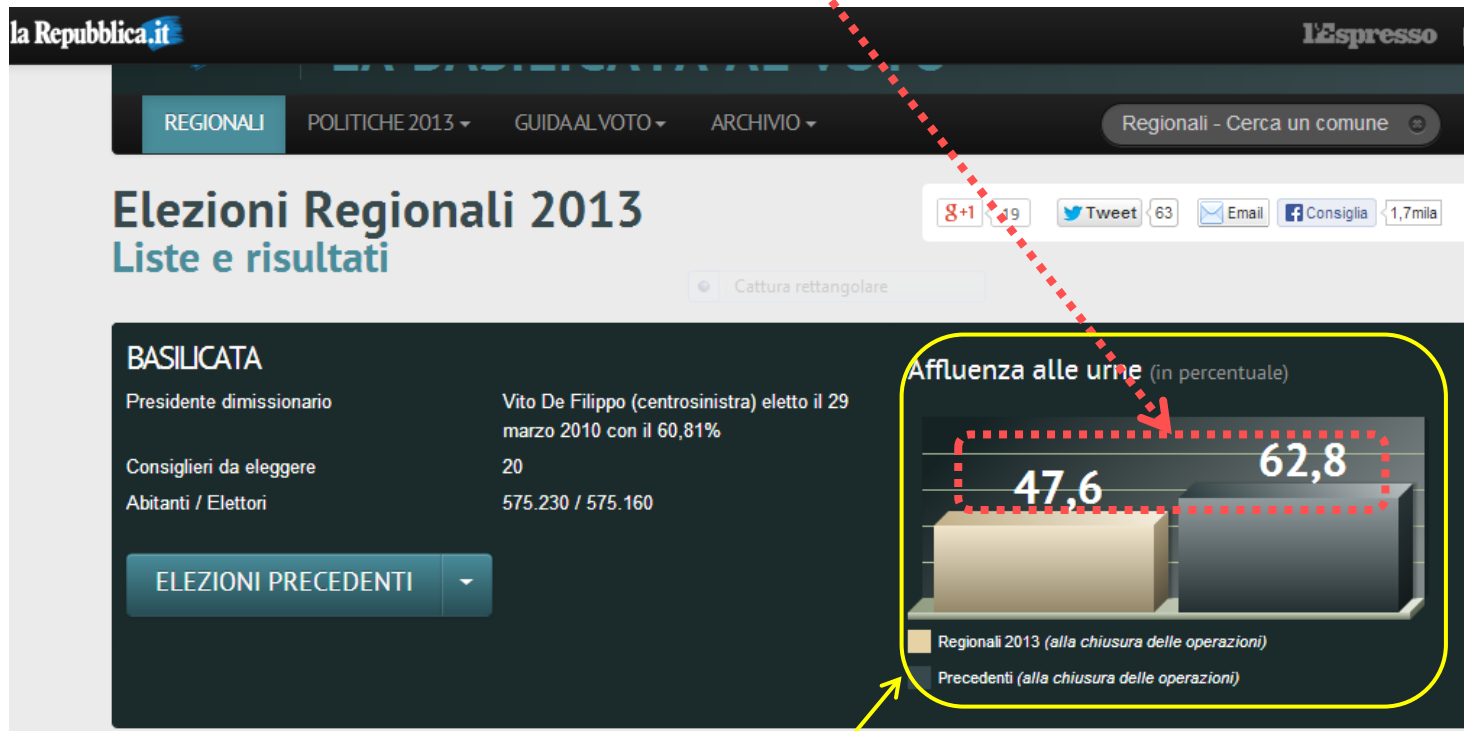 la Repubblica.it
l'Espresso
LA BASILICATA AL VOTO
REGIONALI
POLITICHE 2013
GUIDA AL VOTO
ARCHIVIO
Regionali - Cerca un comune
Elezioni Regionali 2013
Liste e risultati
g+1 19 Tweet 63 Email Consiglia 1,7mila
Cattura rettangolare
BASILICATA
Presidente dimissionario
Vito De Filippo (centrosinistra) eletto il 29
marzo 2010 con il 60,81%
Consiglieri da eleggere
20
Abitanti / Elettori
575.230 / 575.160
ELEZIONI PRECEDENTI
Affluenza alle urne (in percentuale)
47,6
62,8
Regionali 2013 (alla chiusura delle operazioni)
Precedenti (alla chiusura delle operazioni)